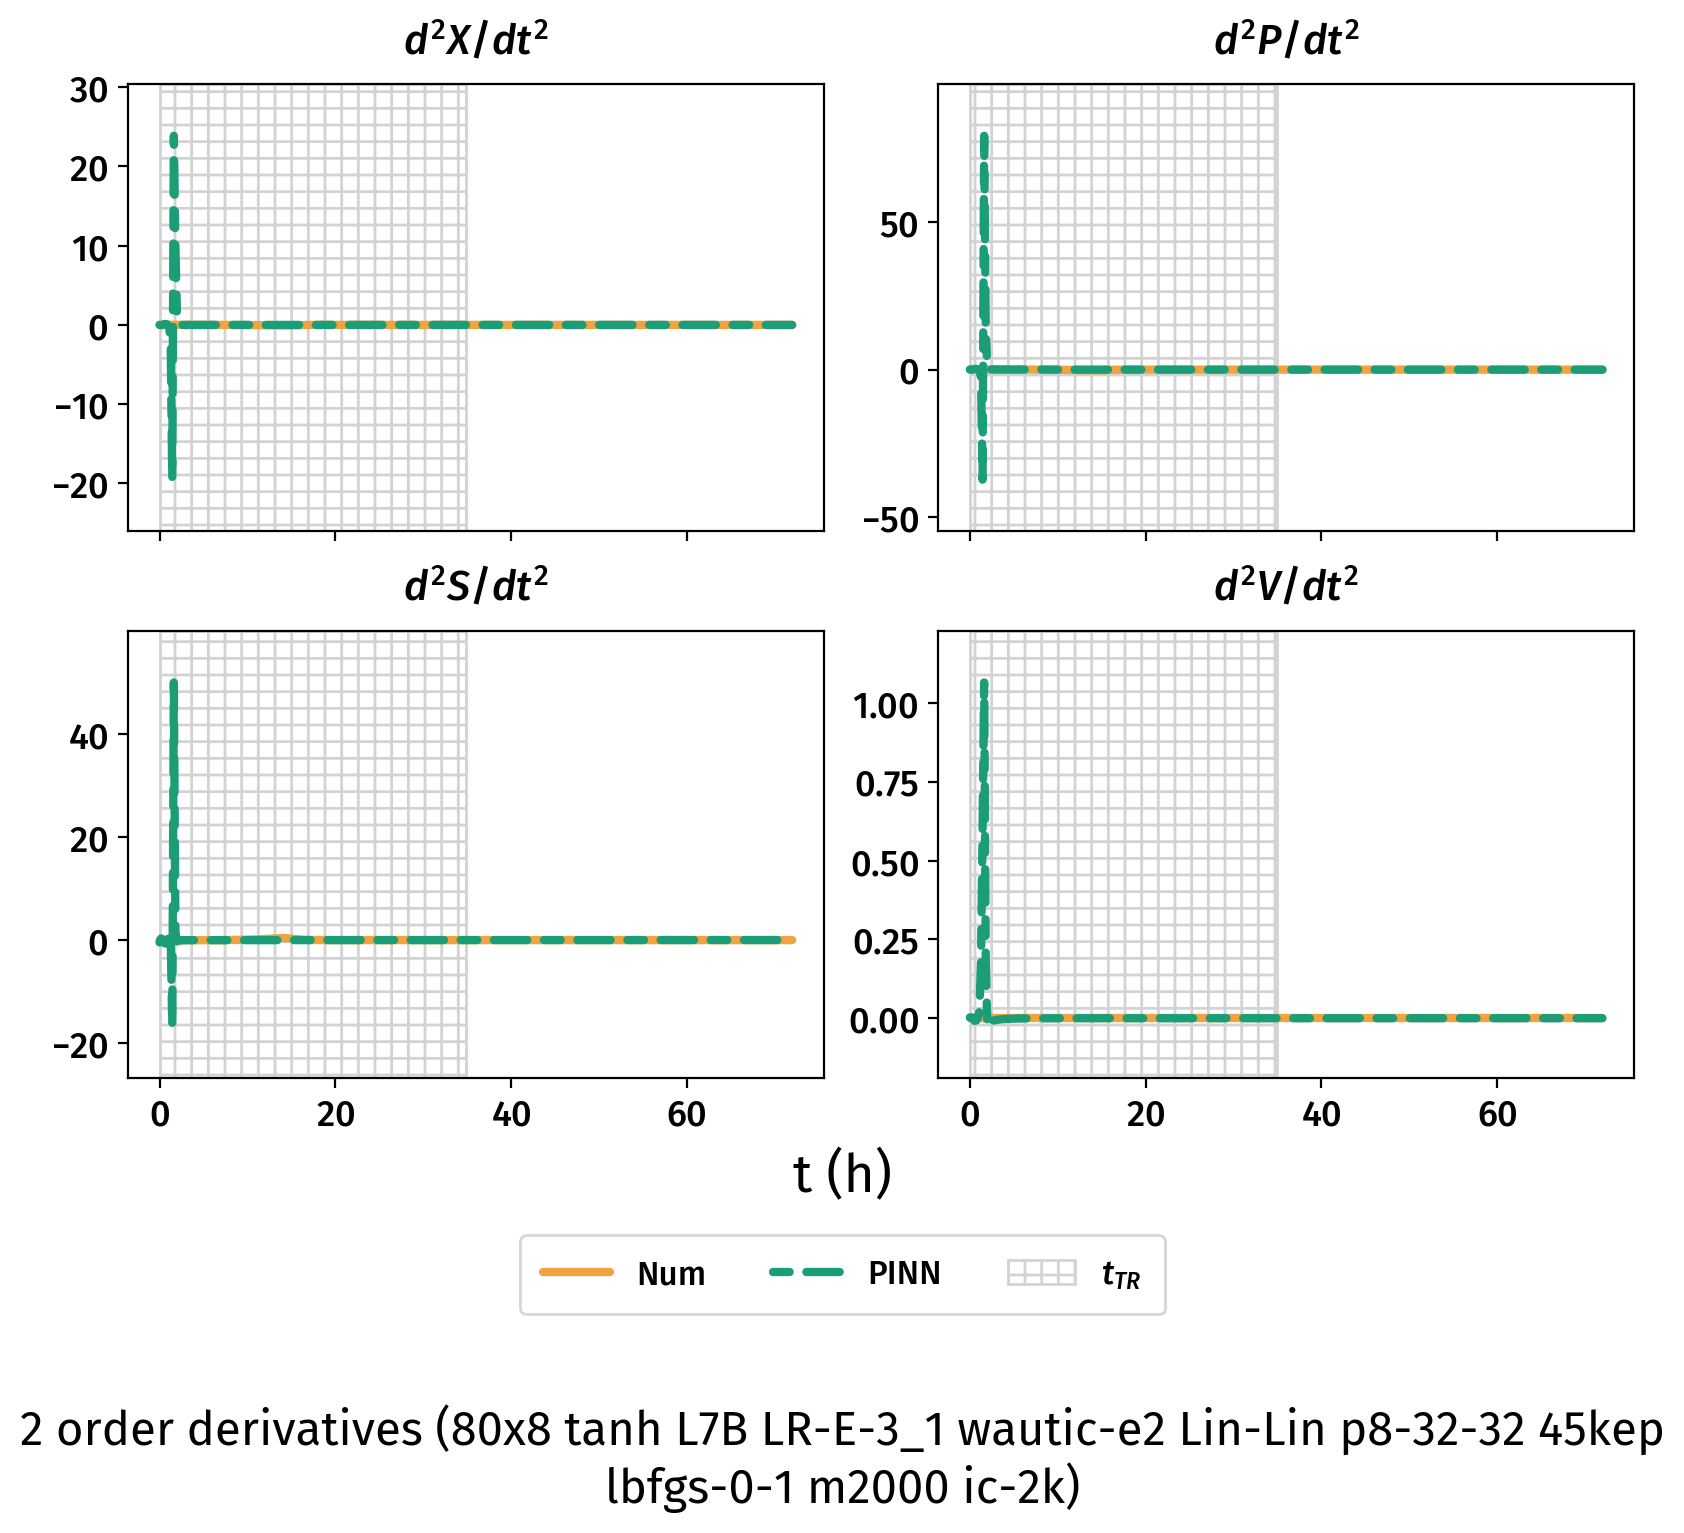 d²X/dt²
d²P/dt²
30
20
10
0
−10
−20
50
0
−50
d²S/dt²
d²V/dt²
40
20
0
−20
1.00
0.75
0.50
0.25
0.00
0 20 40 60
0 20 40 60
t (h)
Num PINN t_TR
2 order derivatives (80x8 tanh L7B LR-E-3_1 wautic-e2 Lin-Lin p8-32-32 45kep
lbfgs-0-1 m2000 ic-2k)